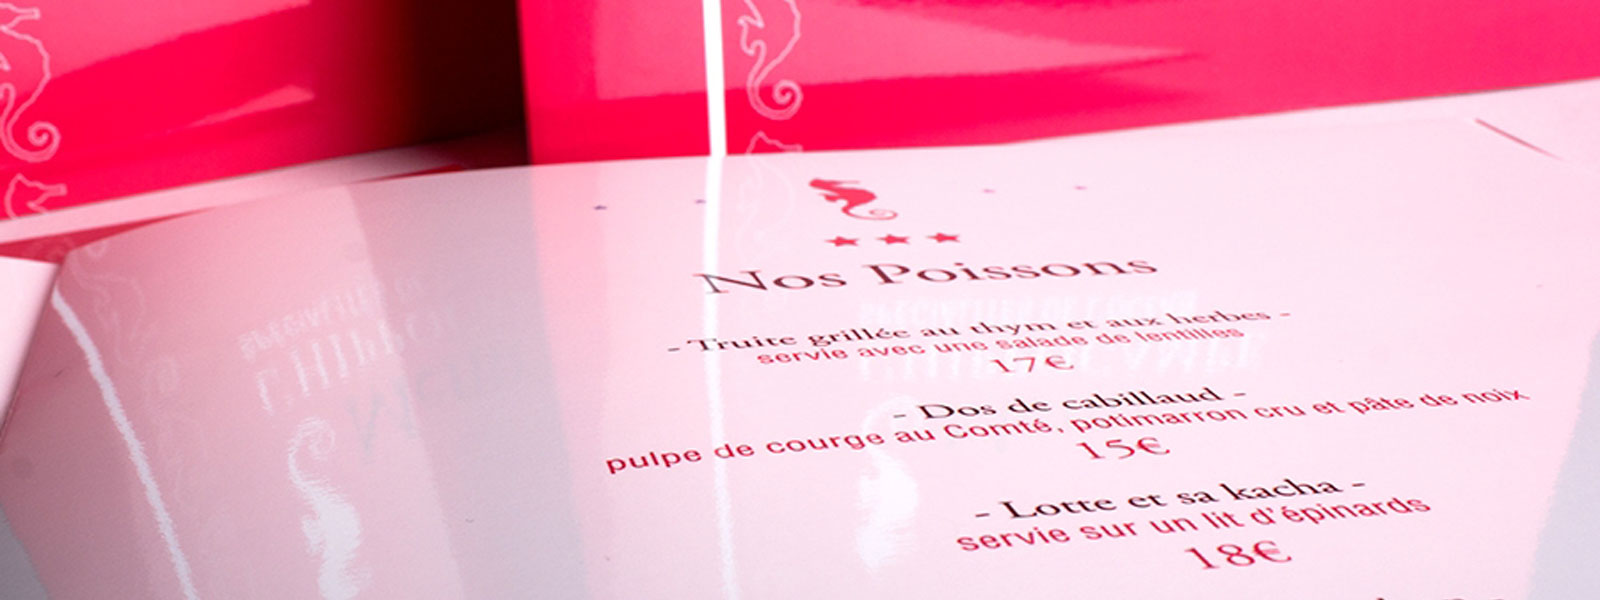 Nos Poissons
- Truite grillée au thym et aux herbes -
servie avec une salade de lentilles
17€
- Dos de cabillaud -
pulpe de courge au Comté, potimarron cru et pâte de noix
15€
- Lotte et sa kacha -
servie sur un lit d'épinards
18€